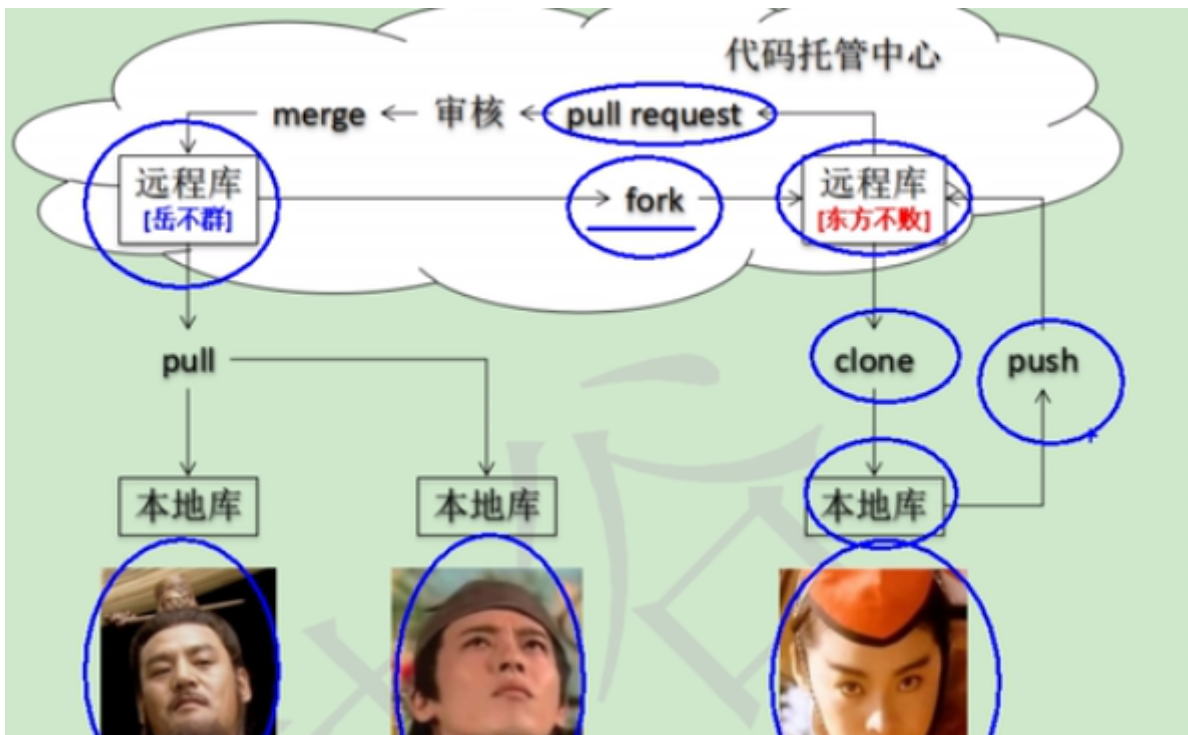 代码托管中心
merge
审核
pull request
远程库
[岳不群]
fork
远程库
[东方不败]
pull
clone
push
本地库
本地库
本地库